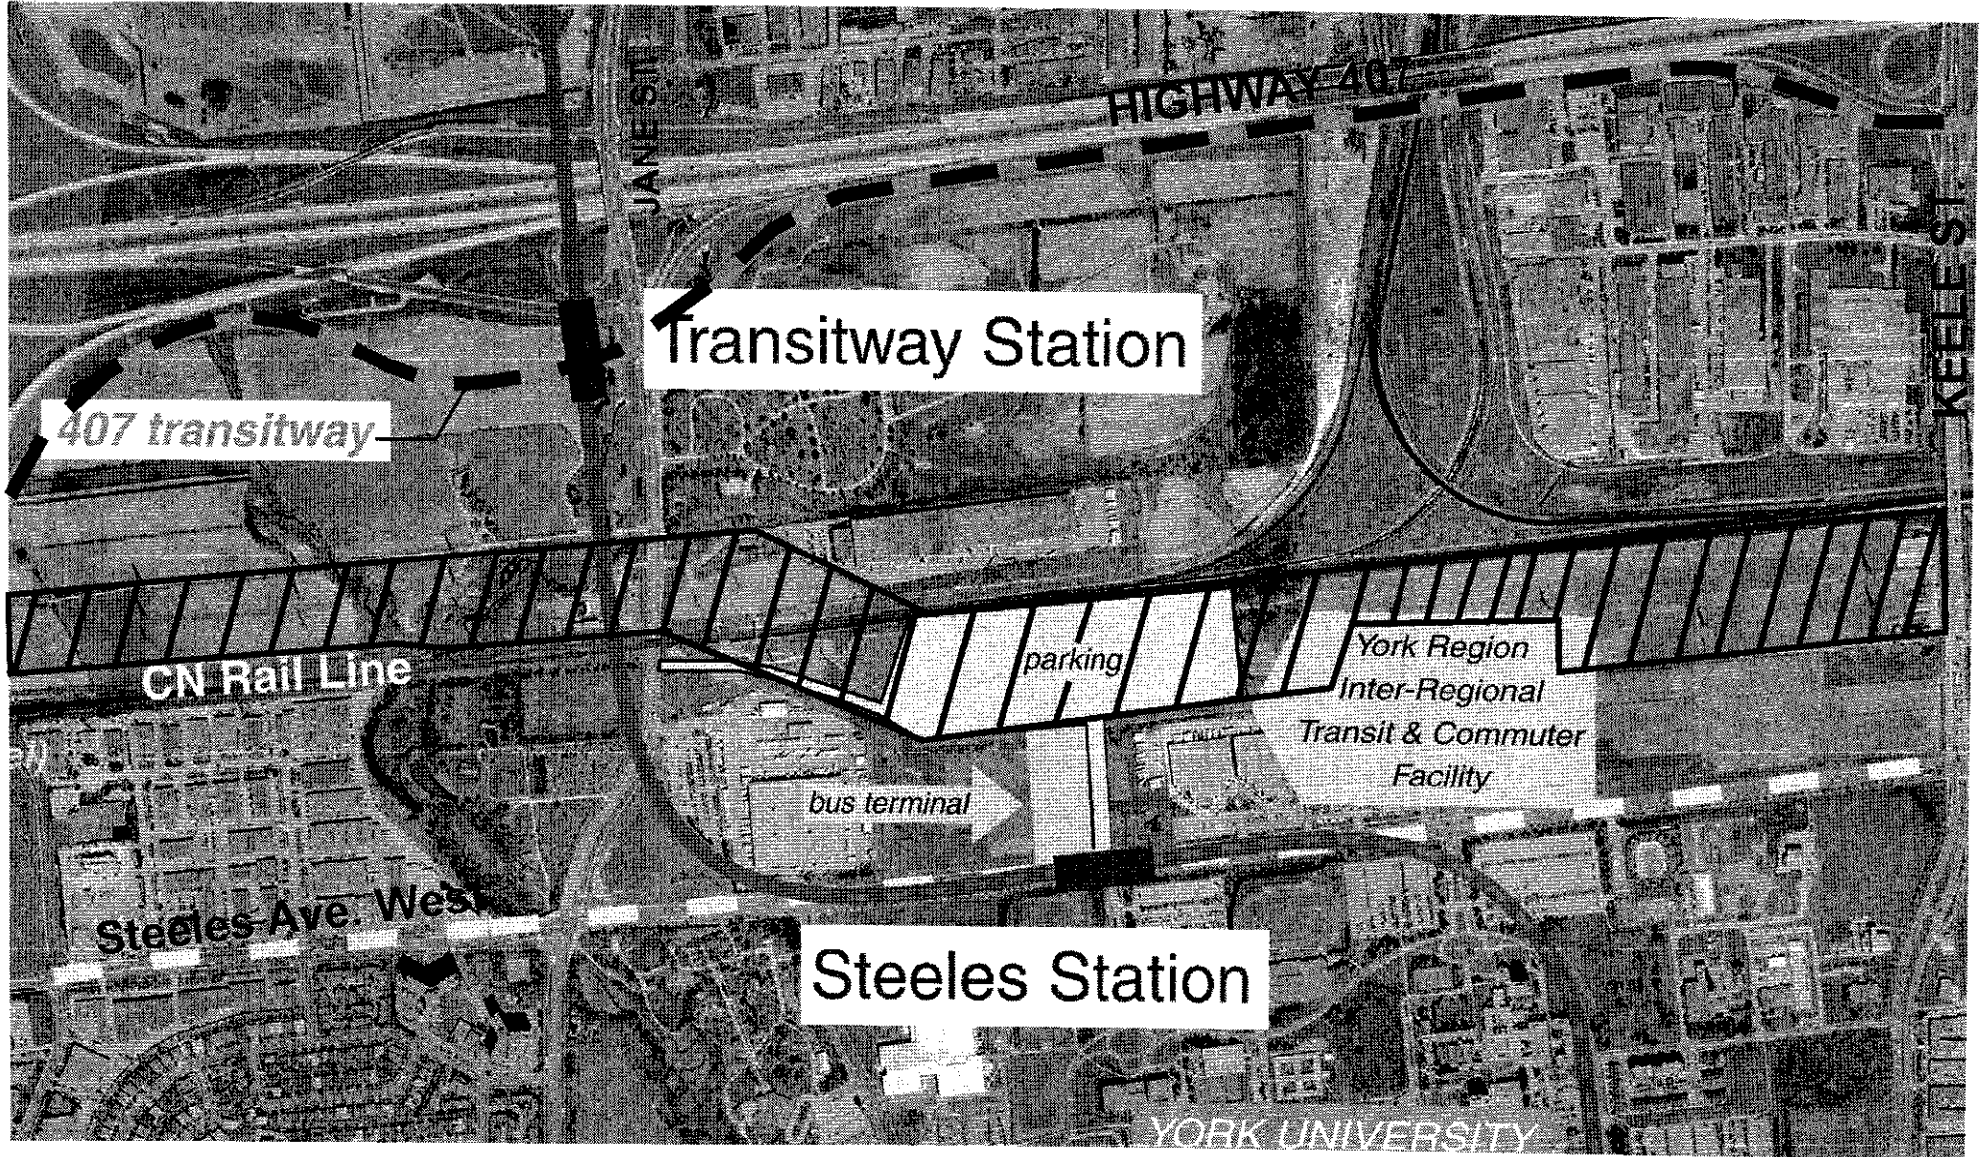 HIGHWAY 407
JANE ST
KEELE ST
Transitway Station
407 transitway
CN Rail Line
parking
York Region
Inter-Regional
Transit & Commuter
Facility
bus terminal
Steeles Ave. West
Steeles Station
YORK UNIVERSITY